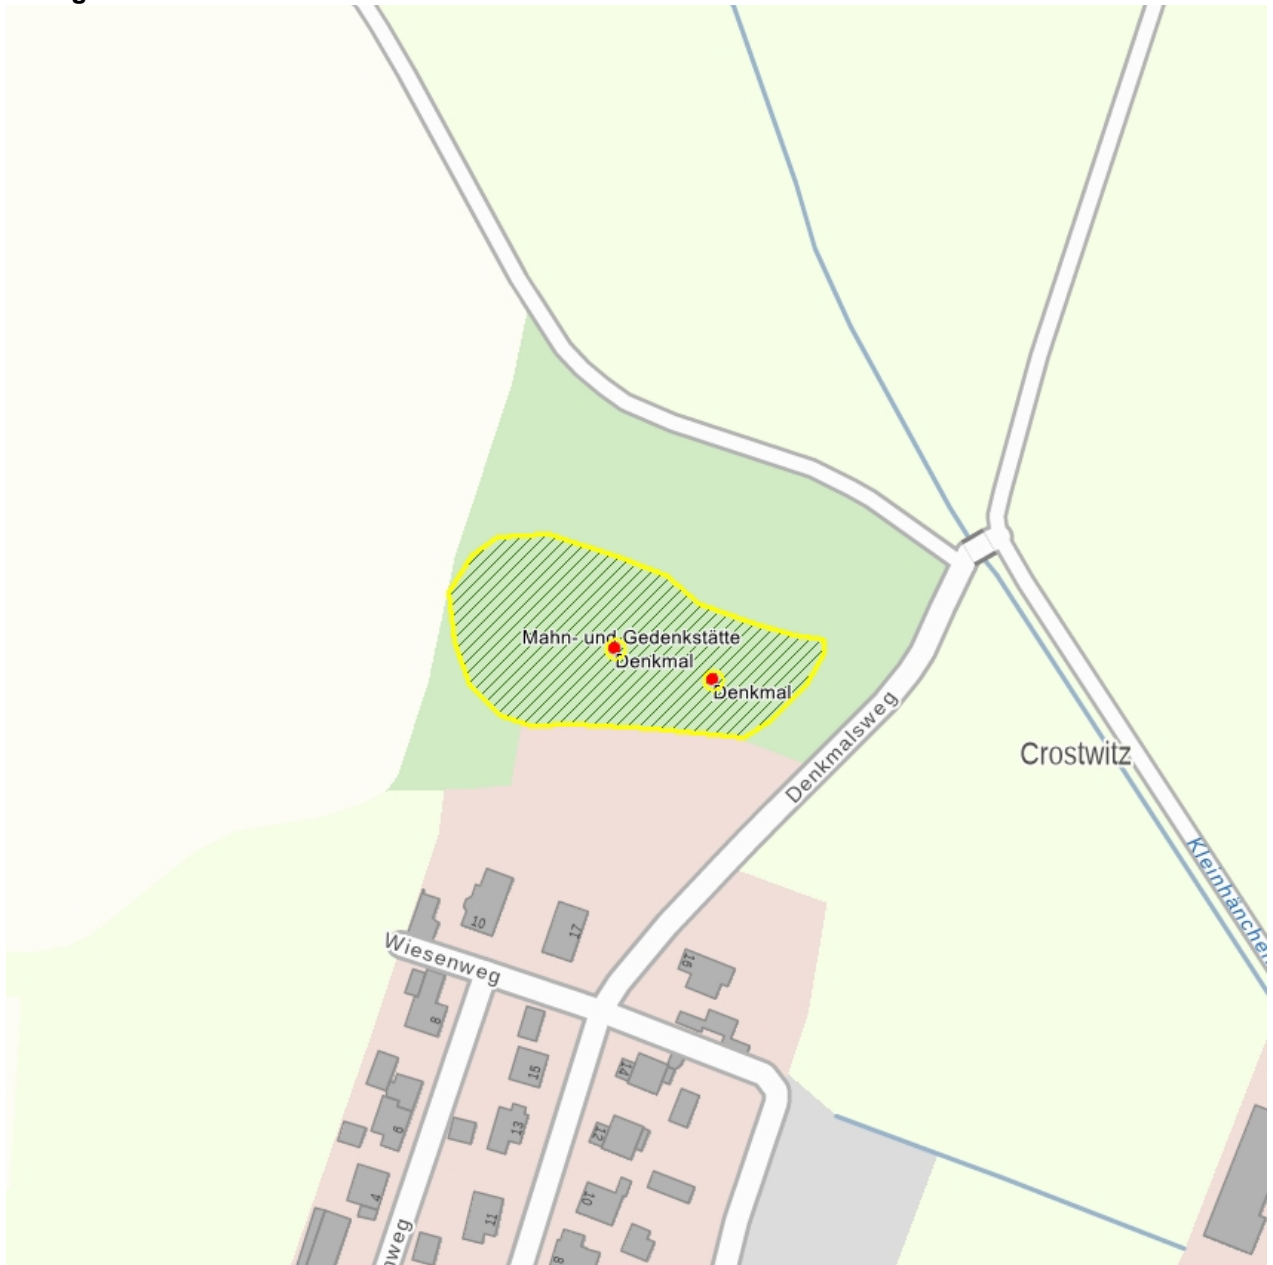 Mahn- und Gedenkstätte
Denkmal
Denkmal
Denkmalsweg
Crostwitz
Kleinhänchen
10
17
Wiesenweg
16
8
15
14
6
13
12
4
10
11
8